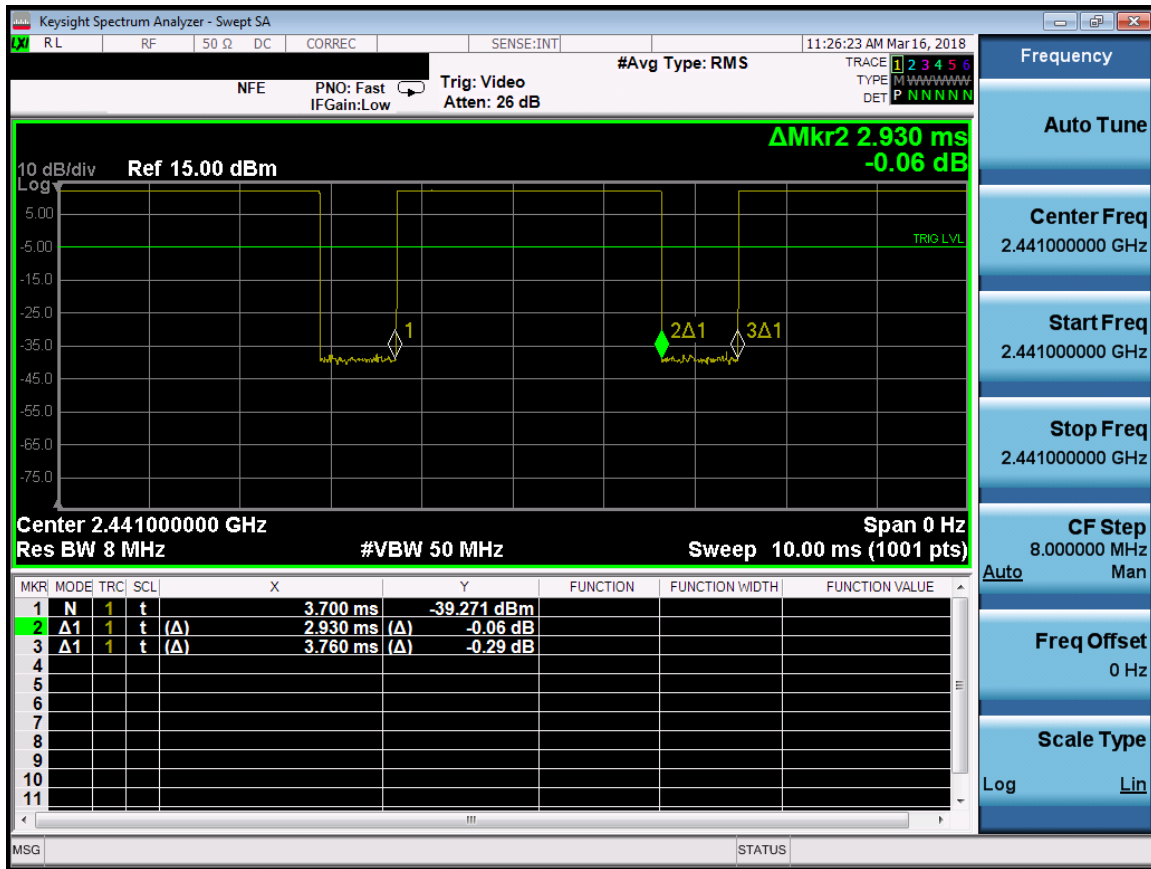 Keysight Spectrum Analyzer - Swept SA
LXI RL RF 50 Ω DC CORREC SENSE:INT 11:26:23 AM Mar 16, 2018
#Avg Type: RMS
TRACE 1 2 3 4 5 6
TYPE M W W W W W
DET P N N N N N
NFE PNO: Fast Trig: Video
IFGain:Low Atten: 26 dB
ΔMkr2 2.930 ms
-0.06 dB
10 dB/div Ref 15.00 dBm
Log
5.00
-5.00
TRIG LVL
-15.0
-25.0
1
2Δ1
3Δ1
-35.0
-45.0
-55.0
-65.0
-75.0
Center 2.441000000 GHz Span 0 Hz
Res BW 8 MHz #VBW 50 MHz Sweep 10.00 ms (1001 pts)
MKR MODE TRC SCL X Y FUNCTION FUNCTION WIDTH FUNCTION VALUE
1 N 1 t 3.700 ms -39.271 dBm
2 Δ1 1 t (Δ) 2.930 ms (Δ) -0.06 dB
3 Δ1 1 t (Δ) 3.760 ms (Δ) -0.29 dB
4
5
6
7
8
9
10
11
MSG STATUS
Frequency
Auto Tune
Center Freq
2.441000000 GHz
Start Freq
2.441000000 GHz
Stop Freq
2.441000000 GHz
CF Step
8.000000 MHz
Auto Man
Freq Offset
0 Hz
Scale Type
Log Lin